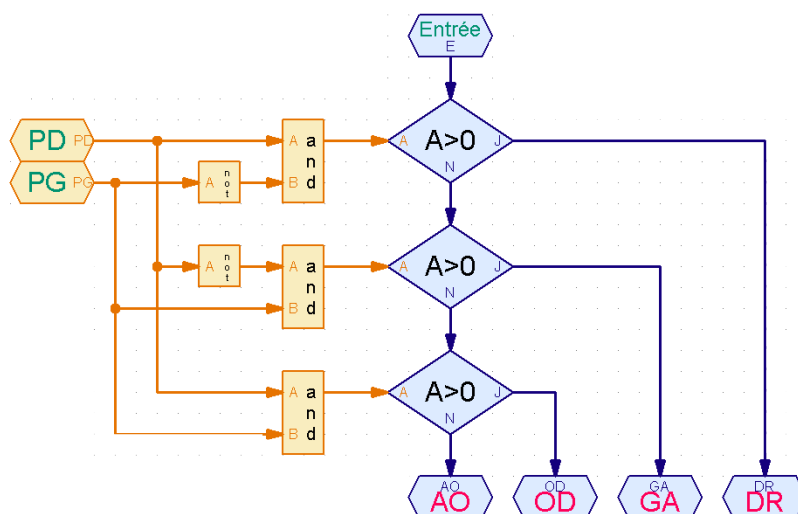 Entrée
E
PD PD
PG PG
A
B
and
A A>0 J
N
A not
A not
A
B
and
A A>0 J
N
A
B
and
A A>0 J
N
AO
AO
OD
OD
GA
GA
DR
DR